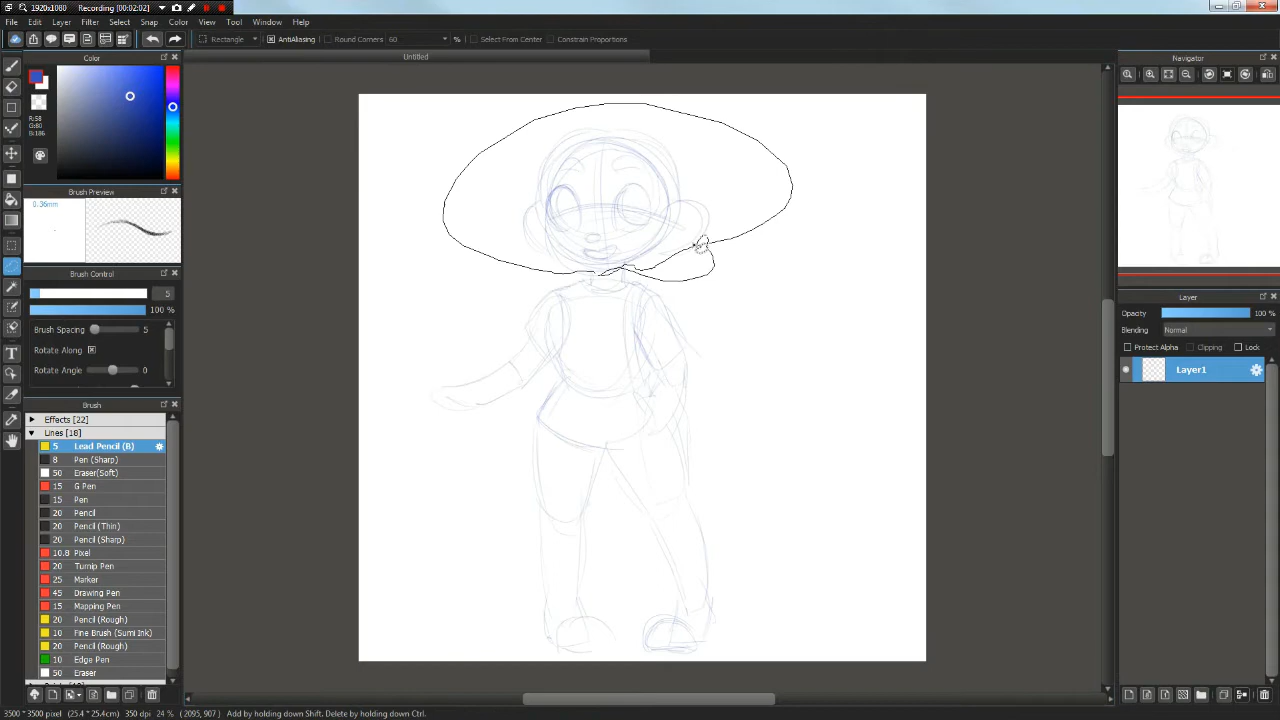 1920x1080 Recording [00:02:02]
File Edit Layer Filter Select Snap Color View Tool Window Help
Rectangle AntiAliasing Round Corners 60 % Select From Center Constrain Proportions
Color
Untitled
Navigator
R:58
G:80
B:186
Brush Preview
0.36mm
Brush Control
5
100 %
Brush Spacing 5
Rotate Along
Rotate Angle 0
Brush
Effects [22]
Lines [18]
5 Lead Pencil (B)
8 Pen (Sharp)
50 Eraser(Soft)
15 G Pen
15 Pen
20 Pencil
20 Pencil (Thin)
20 Pencil (Sharp)
10.8 Pixel
20 Turnip Pen
25 Marker
45 Drawing Pen
15 Mapping Pen
20 Pencil (Rough)
10 Fine Brush (Sumi Ink)
20 Pencil (Rough)
10 Edge Pen
50 Eraser
Layer
Opacity 100 %
Blending Normal
Protect Alpha Clipping Lock
Layer1
3500 * 3500 pixel (25.4 * 25.4cm) 350 dpi 24 % ( 2095, 907 ) Add by holding down Shift. Delete by holding down Ctrl.